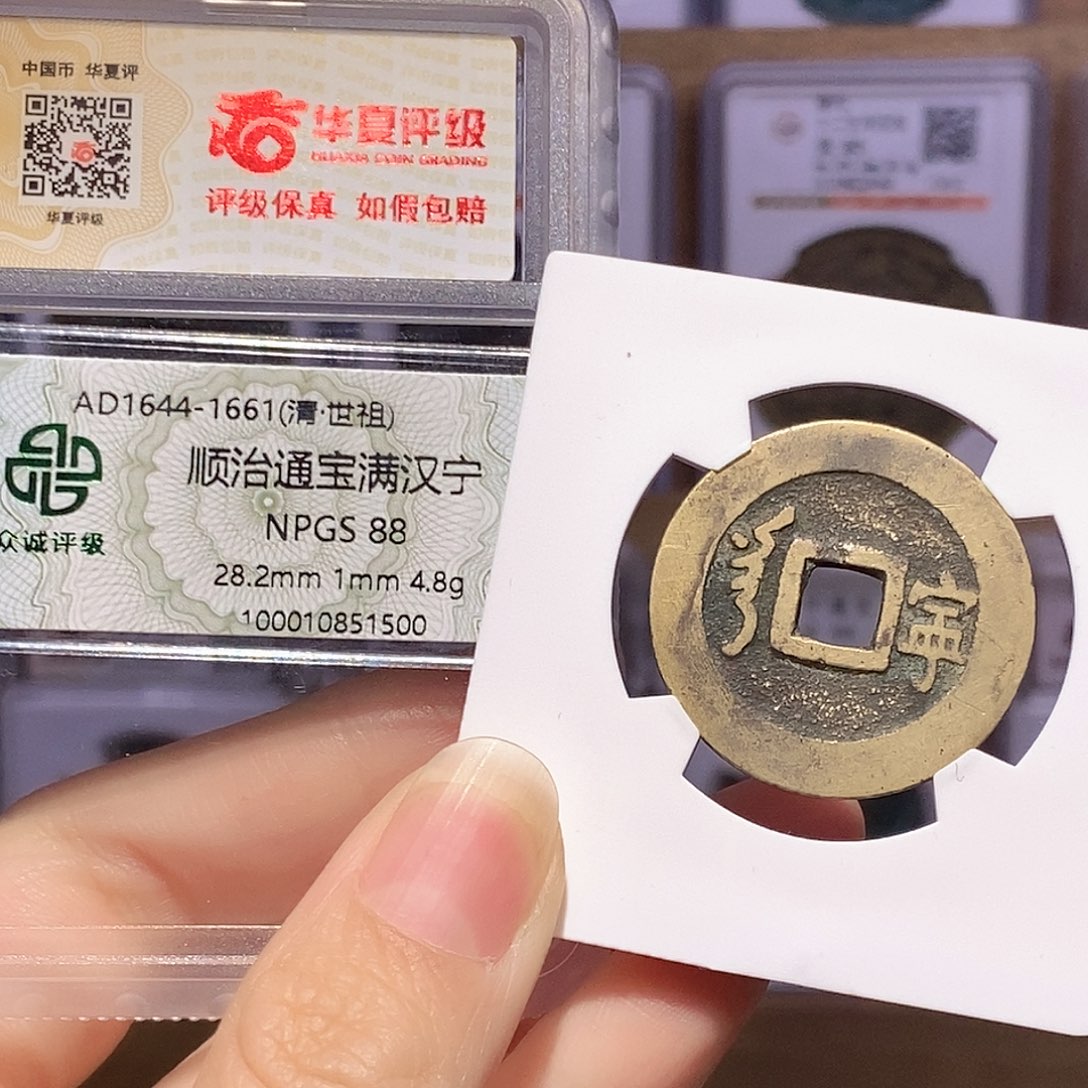 中国币 华夏评
华夏评级
HUAXIA COIN GRADING
评级保真 如假包赔
华夏评级
AD1644-1661(清·世祖)
顺治通宝满汉宁
NPGS 88
28.2mm 1mm 4.8g
100010851500
众诚评级
寧